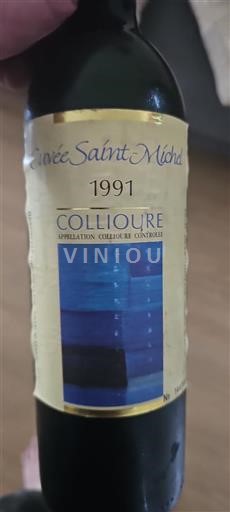 Cuvée Saint-Michel
1991
COLLIOURE
APPELLATION COLLIOURE CONTROLEE
VINIOU